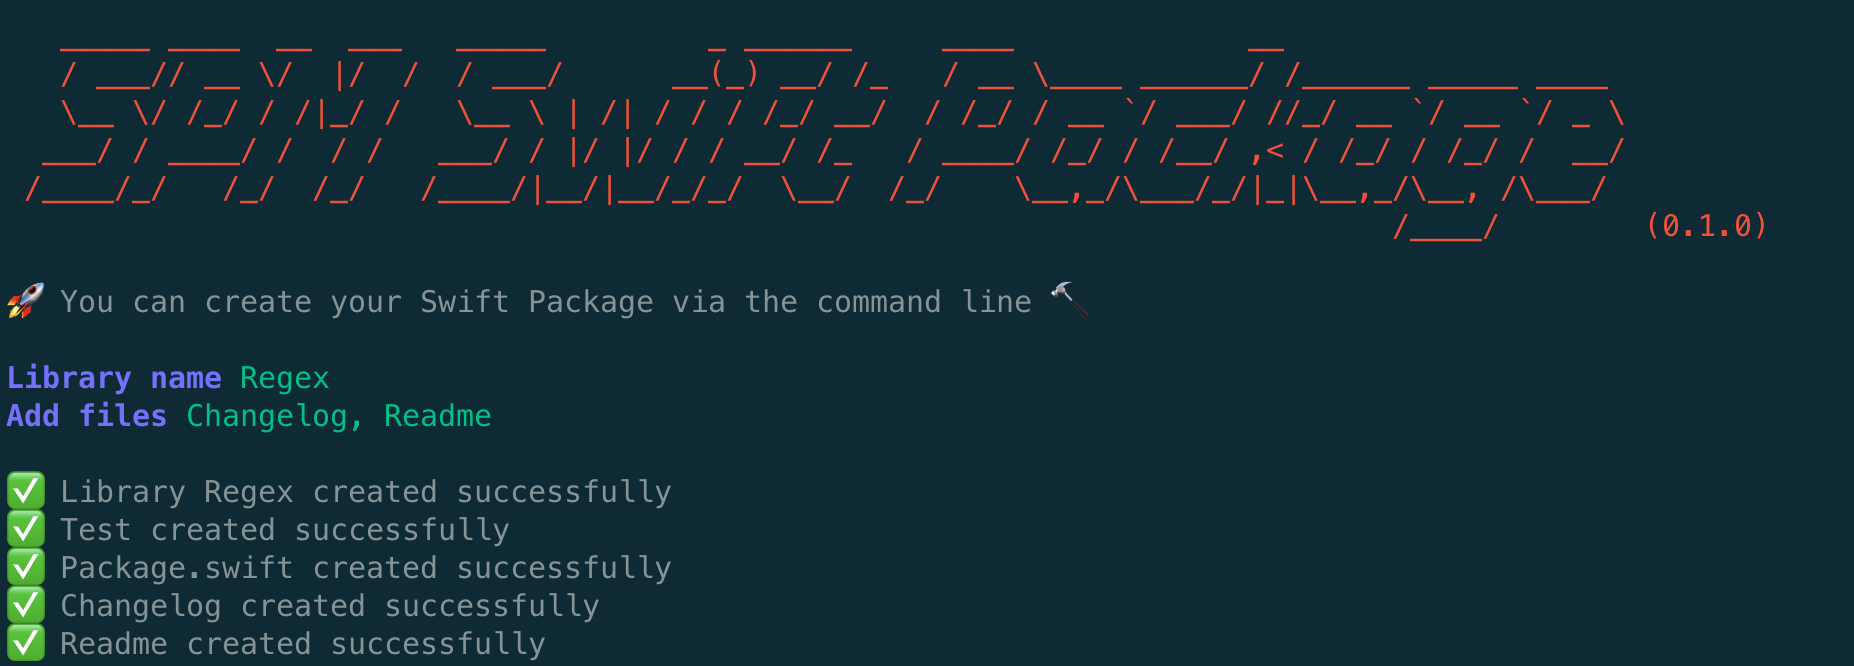 SPM Swift Package
(0.1.0)
🚀 You can create your Swift Package via the command line 🔨
Library name Regex
Add files Changelog, Readme
✅ Library Regex created successfully
✅ Test created successfully
✅ Package.swift created successfully
✅ Changelog created successfully
✅ Readme created successfully